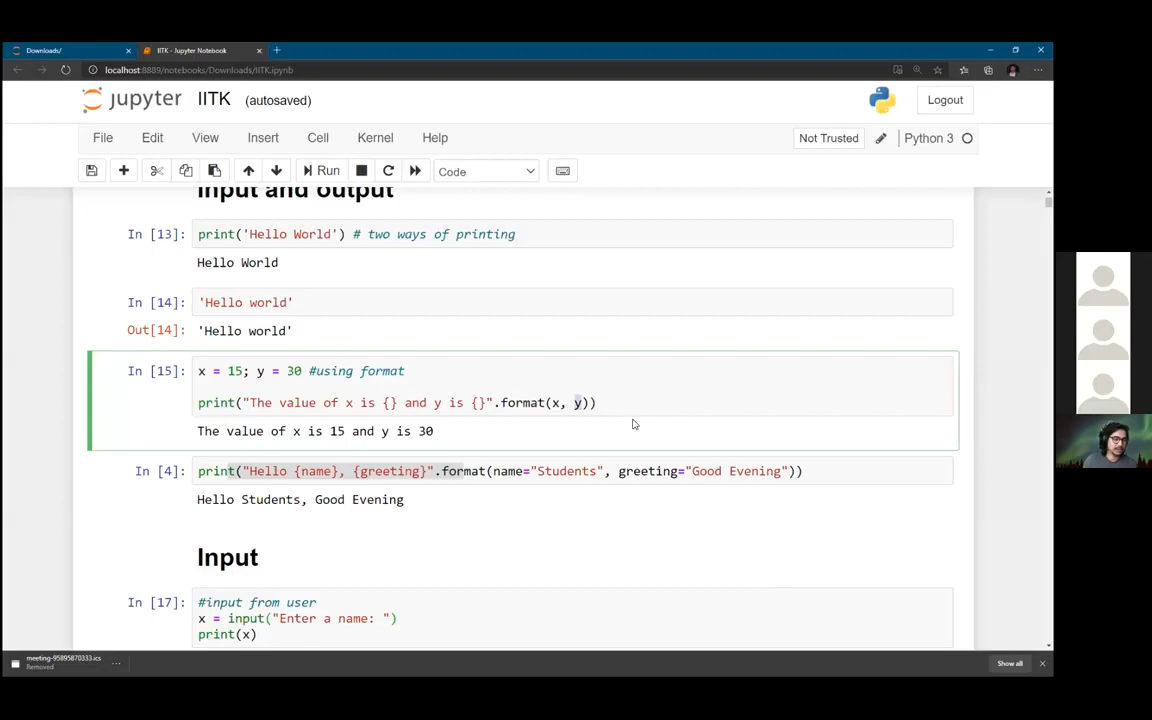 Downloads/
IITK - Jupyter Notebook
localhost:8889/notebooks/Downloads/IITK.ipynb
jupyter IITK (autosaved)
Logout
File Edit View Insert Cell Kernel Help
Not Trusted
Python 3
Run
Code
Input and output
In [13]: print('Hello World') # two ways of printing
Hello World
In [14]: 'Hello world'
Out[14]: 'Hello world'
In [15]: x = 15; y = 30 #using format
print("The value of x is {} and y is {}".format(x, y))
The value of x is 15 and y is 30
In [4]: print("Hello {name}, {greeting}".format(name="Students", greeting="Good Evening"))
Hello Students, Good Evening
Input
In [17]: #input from user
x = input("Enter a name: ")
print(x)
meeting-95895870333.ics
Removed
Show all